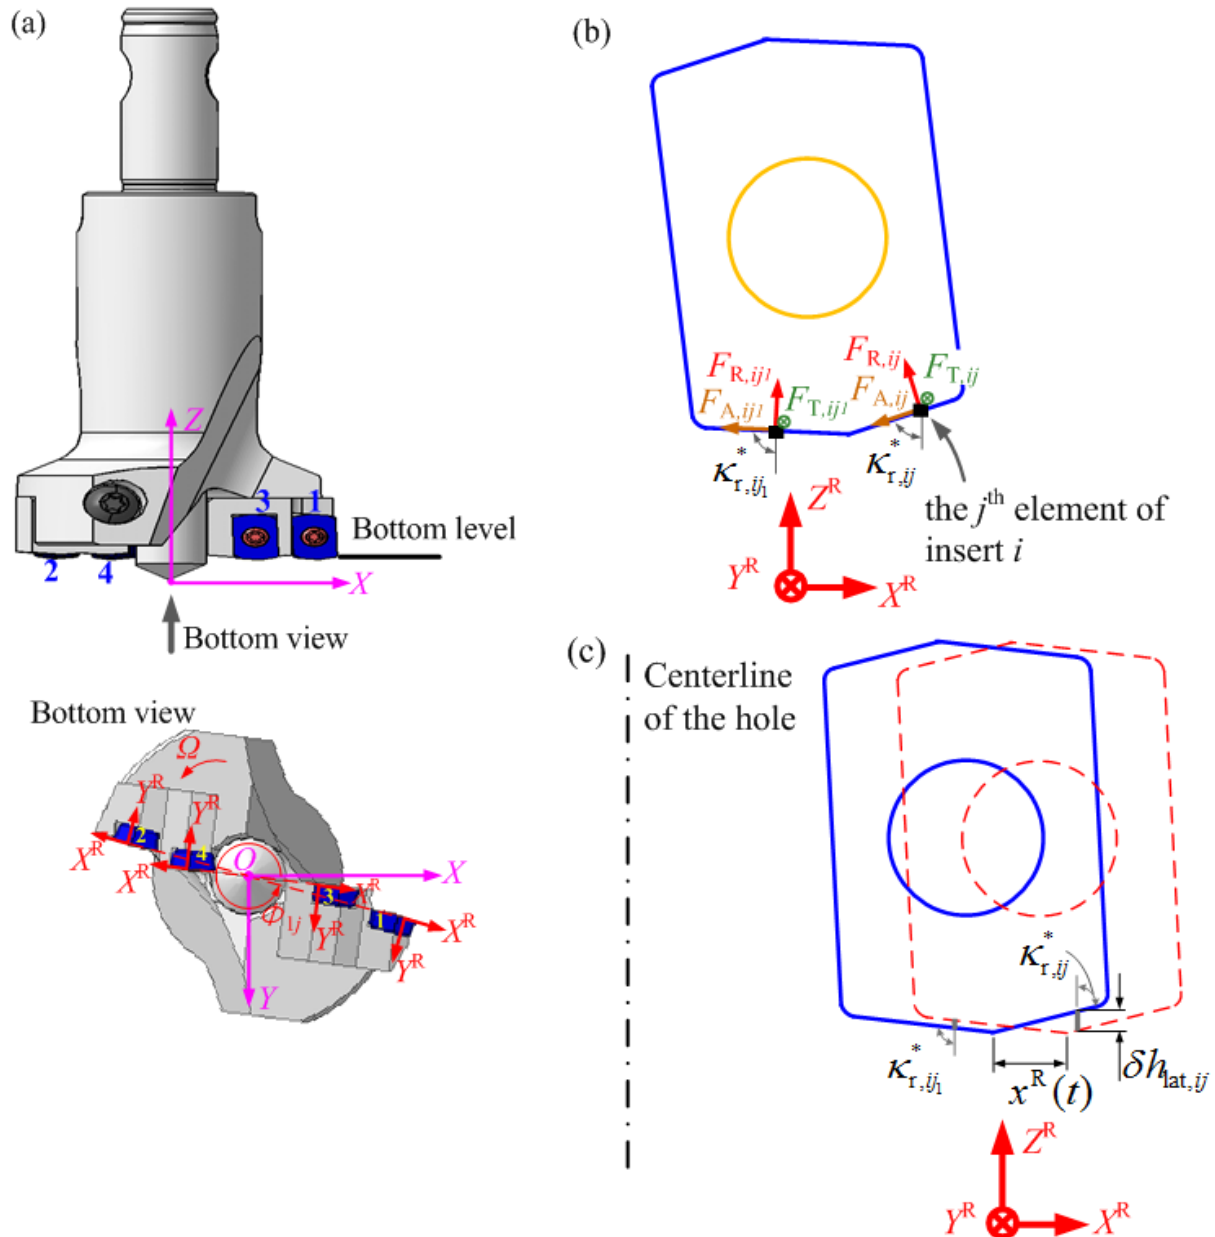 (a)
Z
3
1
Bottom level
2
4
X
Bottom view
Bottom view
Ω
Y^R
Y^R
2
4
X^R
X^R
O
X
3
X^R
Φ_1j
1
Y^R
X^R
Y^R
Y
(b)
F_R,ij1
F_R,ij
F_T,ij
F_A,ij1
F_T,ij1
F_A,ij
κ*_r,ij1
κ*_r,ij
Z^R
the j^th element of
insert i
Y^R
X^R
(c)
Centerline
of the hole
κ*_r,ij
κ*_r,ij1
x^R(t)
δh_lat,ij
Z^R
Y^R
X^R